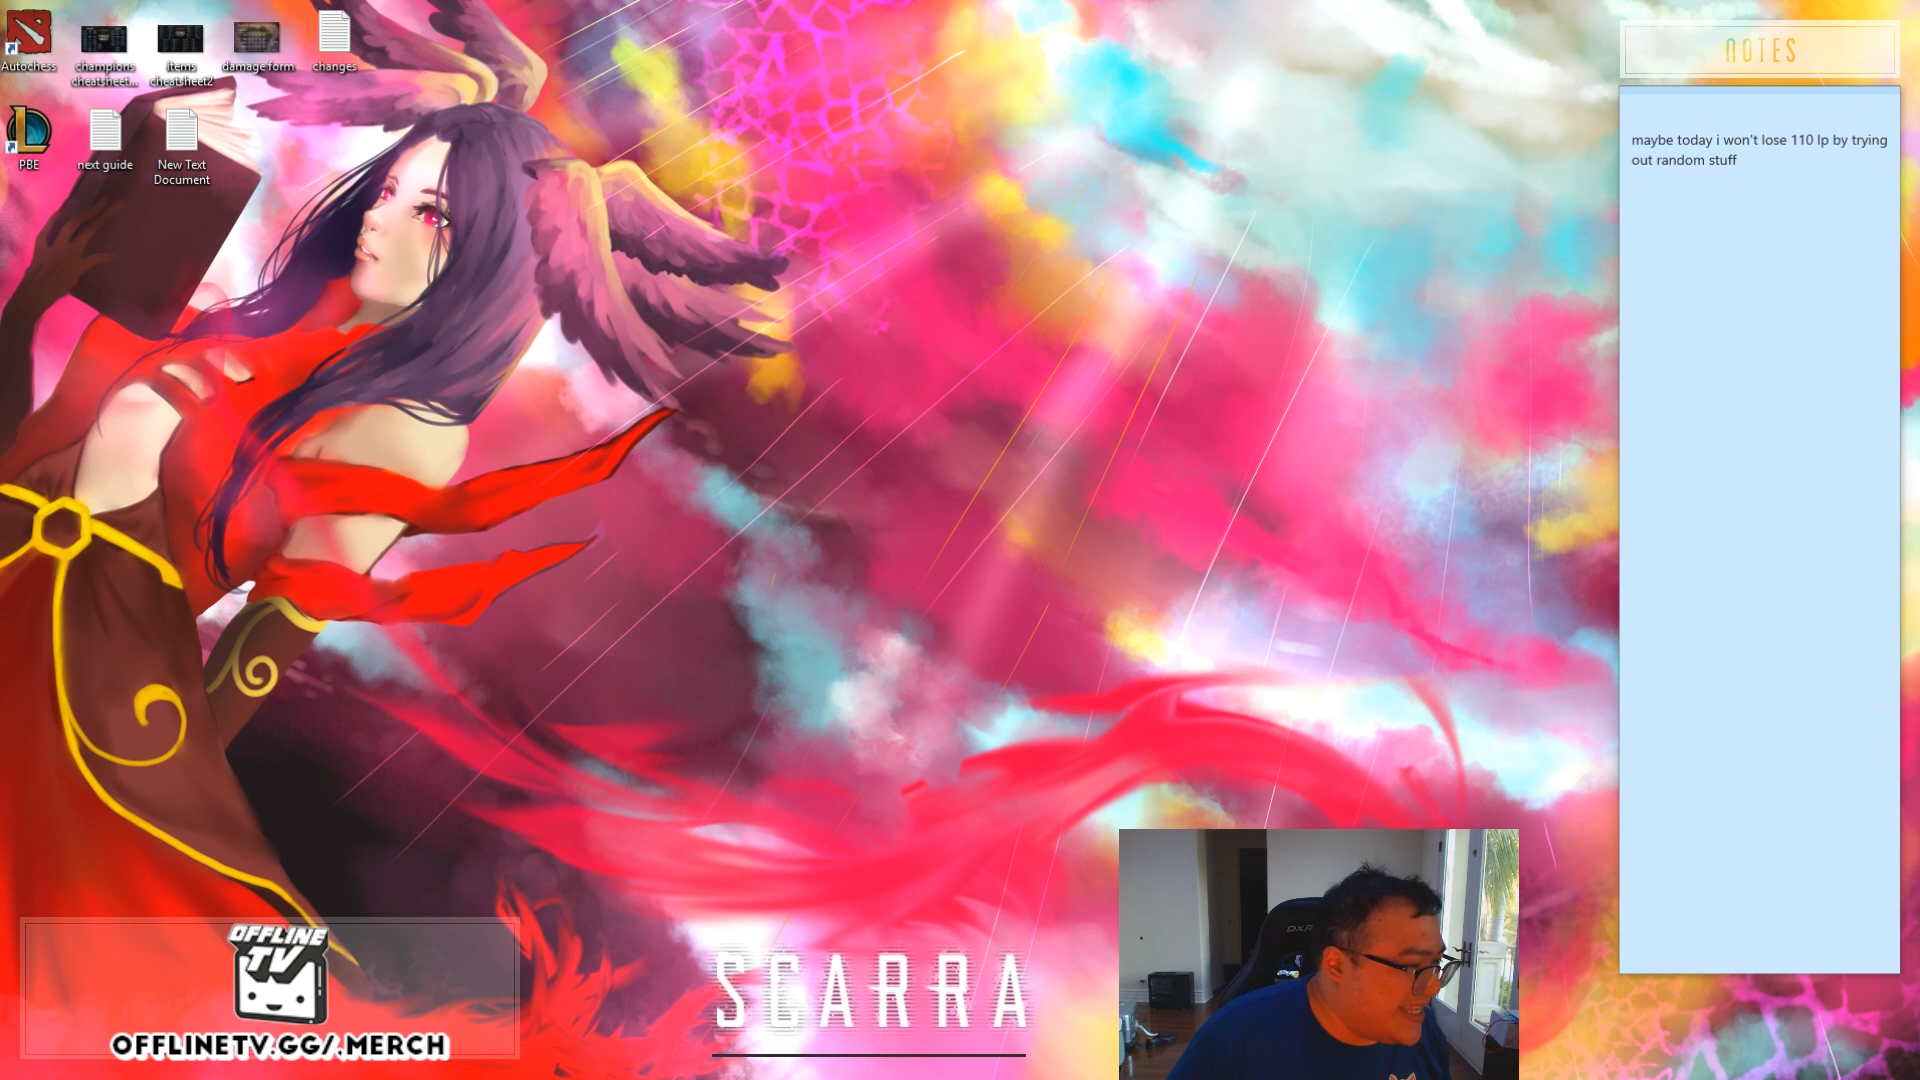 Autochess
champions
cheatsheet...
items
cheatsheet2
damage form
changes
PBE
next guide
New Text
Document
NOTES
maybe today i won't lose 110 lp by trying
out random stuff
OFFLINE
TV
OFFLINETV.GG/.MERCH
SCARRA
DXR